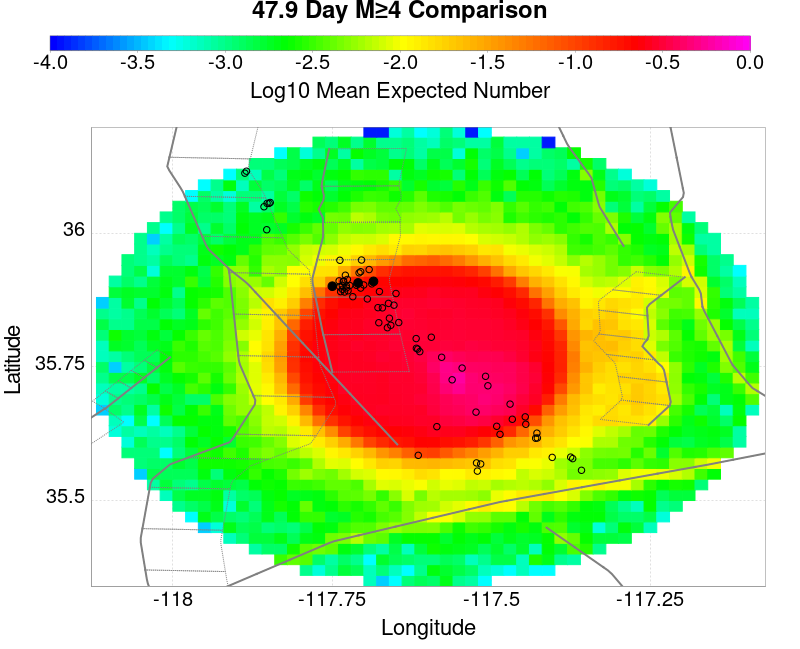 47.9 Day M≥4 Comparison
-4.0 -3.5 -3.0 -2.5 -2.0 -1.5 -1.0 -0.5 0.0
Log10 Mean Expected Number
36
35.75
35.5
Latitude
-118 -117.75 -117.5 -117.25
Longitude